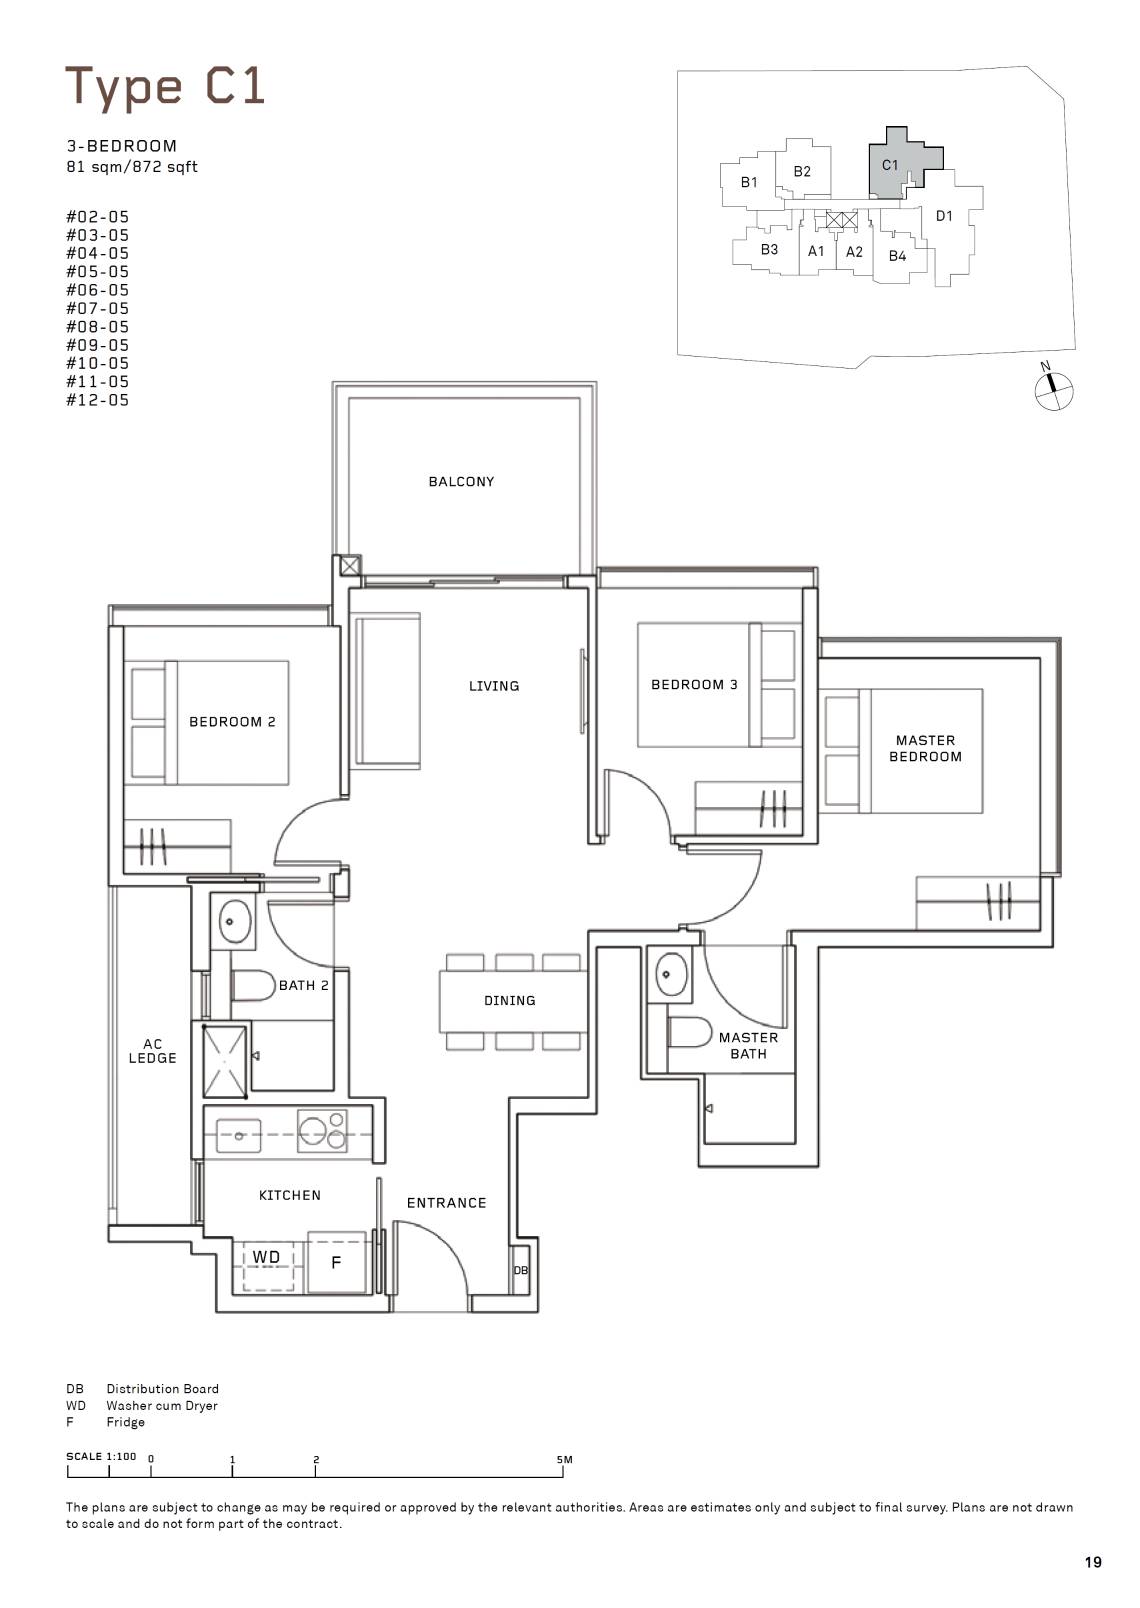 Type C1
3-BEDROOM
81 sqm/872 sqft
#02-05
#03-05
#04-05
#05-05
#06-05
#07-05
#08-05
#09-05
#10-05
#11-05
#12-05
B1
B2
C1
D1
B3
A1
A2
B4
N
BALCONY
LIVING
BEDROOM 3
BEDROOM 2
MASTER
BEDROOM
BATH 2
DINING
MASTER
BATH
AC
LEDGE
KITCHEN
ENTRANCE
WD
F
DB
DB Distribution Board
WD Washer cum Dryer
F Fridge
SCALE 1:100 0 1 2 5M
The plans are subject to change as may be required or approved by the relevant authorities. Areas are estimates only and subject to final survey. Plans are not drawn
to scale and do not form part of the contract.
19